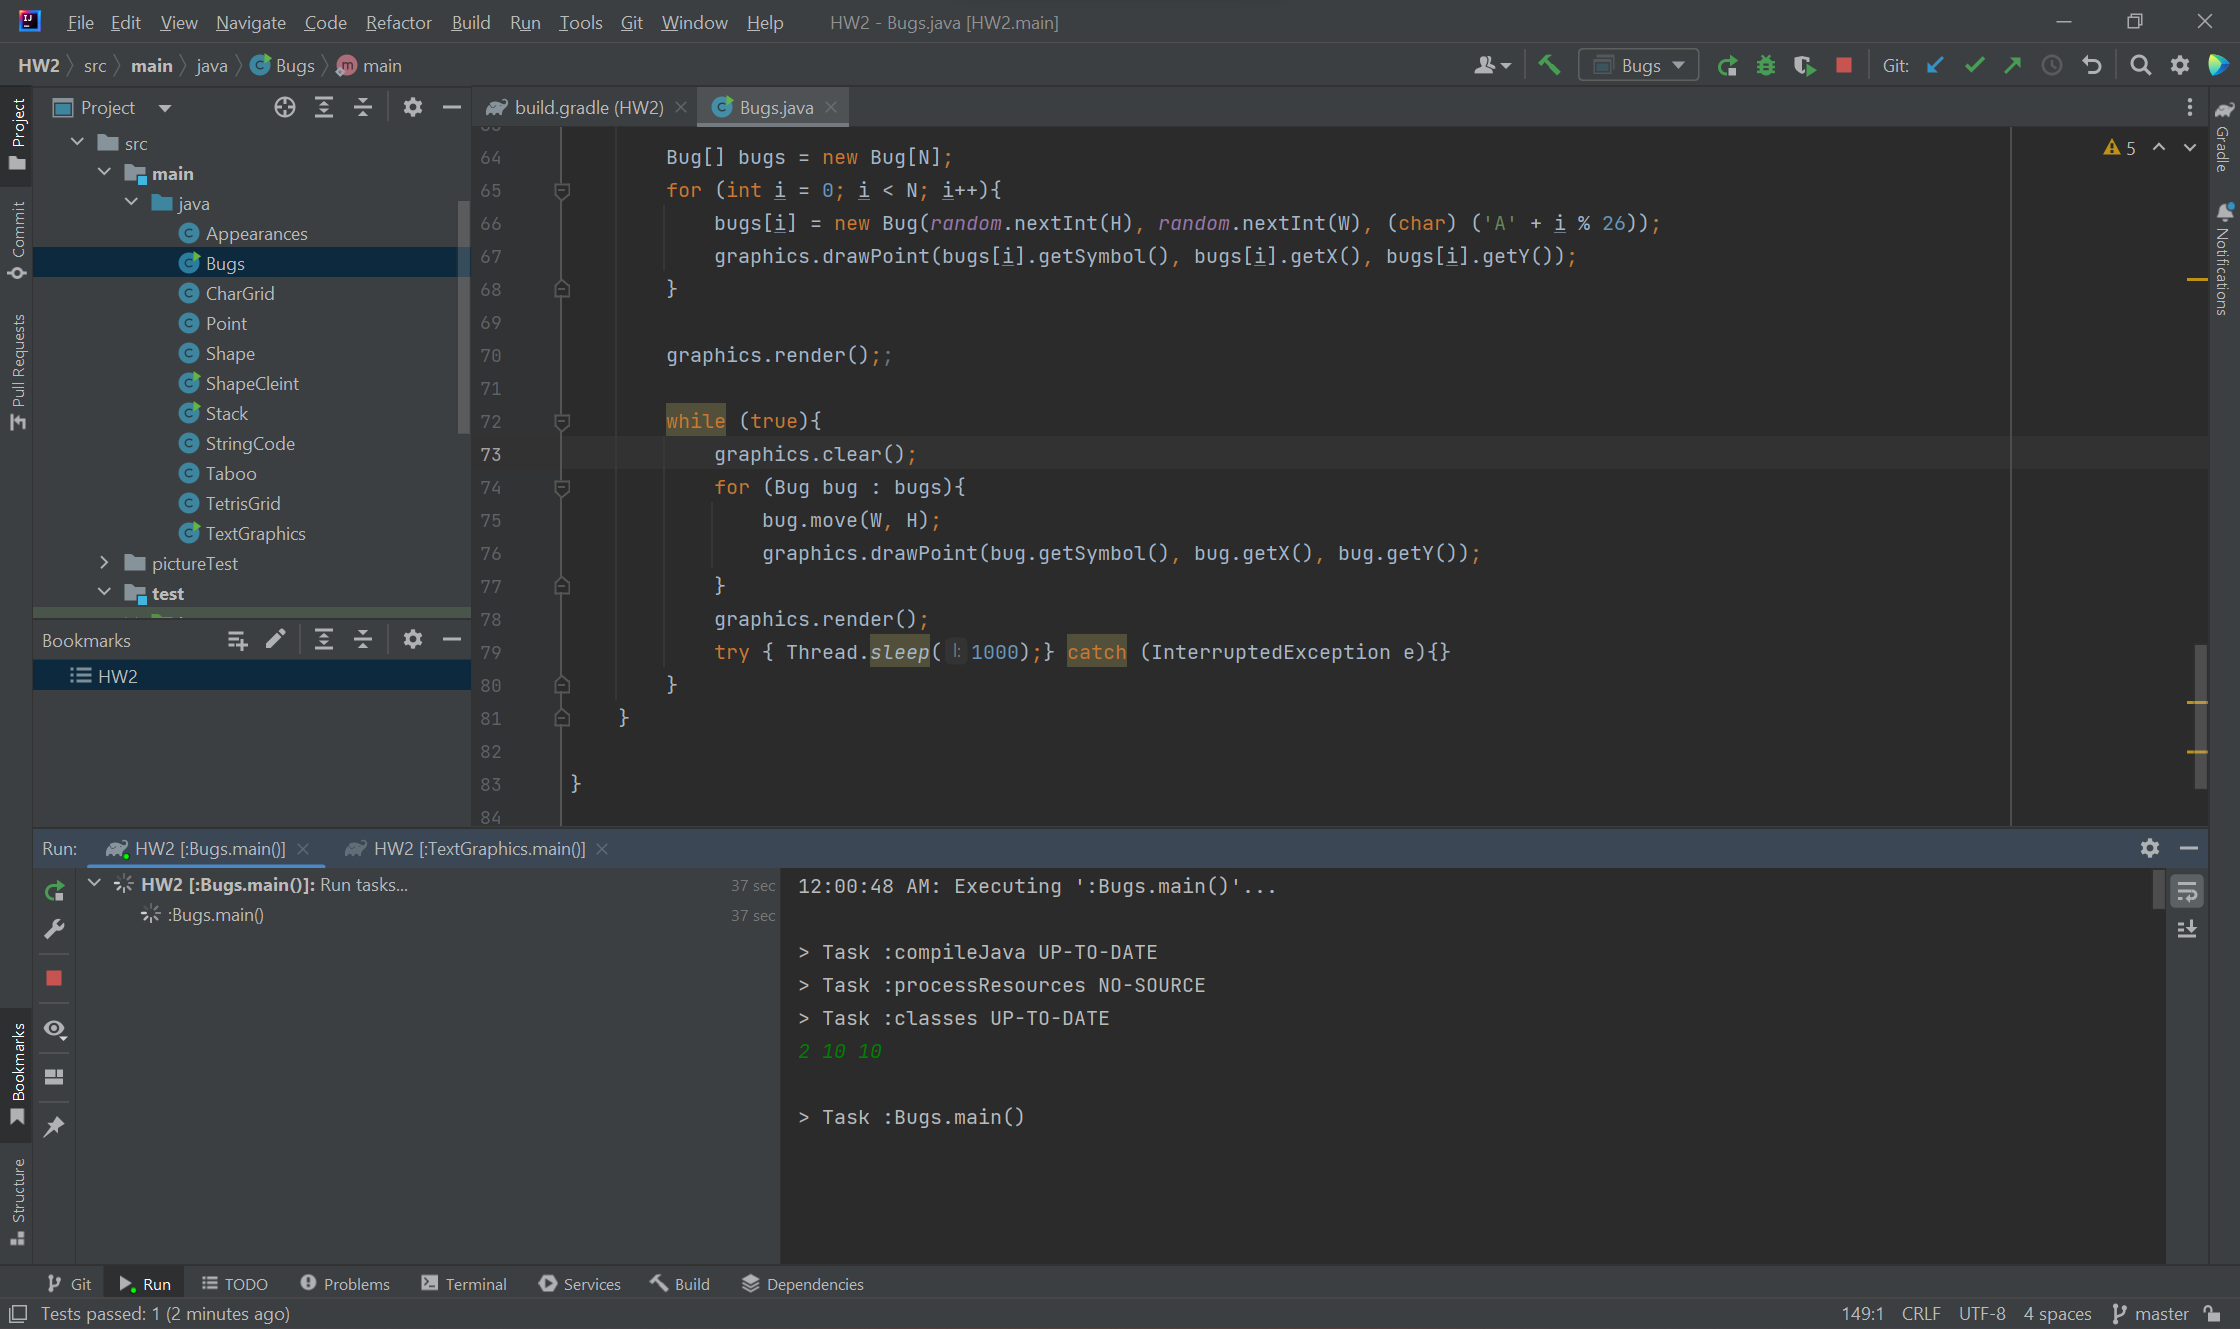 File Edit View Navigate Code Refactor Build Run Tools Git Window Help HW2 - Bugs.java [HW2.main]
HW2 src main java Bugs main Bugs Git:
Project
build.gradle (HW2) Bugs.java
src
main
java
Appearances
Bugs
CharGrid
Point
Shape
ShapeCleint
Stack
StringCode
Taboo
TetrisGrid
TextGraphics
pictureTest
test
Bookmarks
HW2
5
64 Bug[] bugs = new Bug[N];
65 for (int i = 0; i < N; i++){
66 bugs[i] = new Bug(random.nextInt(H), random.nextInt(W), (char) ('A' + i % 26));
67 graphics.drawPoint(bugs[i].getSymbol(), bugs[i].getX(), bugs[i].getY());
68 }
69
70 graphics.render();;
71
72 while (true){
73 graphics.clear();
74 for (Bug bug : bugs){
75 bug.move(W, H);
76 graphics.drawPoint(bug.getSymbol(), bug.getX(), bug.getY());
77 }
78 graphics.render();
79 try { Thread.sleep( l: 1000);} catch (InterruptedException e){}
80 }
81 }
82
83 }
84
Project
Commit
Pull Requests
Bookmarks
Structure
Gradle
Notifications
Run: HW2 [:Bugs.main()] HW2 [:TextGraphics.main()]
HW2 [:Bugs.main()]: Run tasks... 37 sec
:Bugs.main() 37 sec
12:00:48 AM: Executing ':Bugs.main()'...
> Task :compileJava UP-TO-DATE
> Task :processResources NO-SOURCE
> Task :classes UP-TO-DATE
2 10 10
> Task :Bugs.main()
Git Run TODO Problems Terminal Services Build Dependencies
Tests passed: 1 (2 minutes ago) 149:1 CRLF UTF-8 4 spaces master